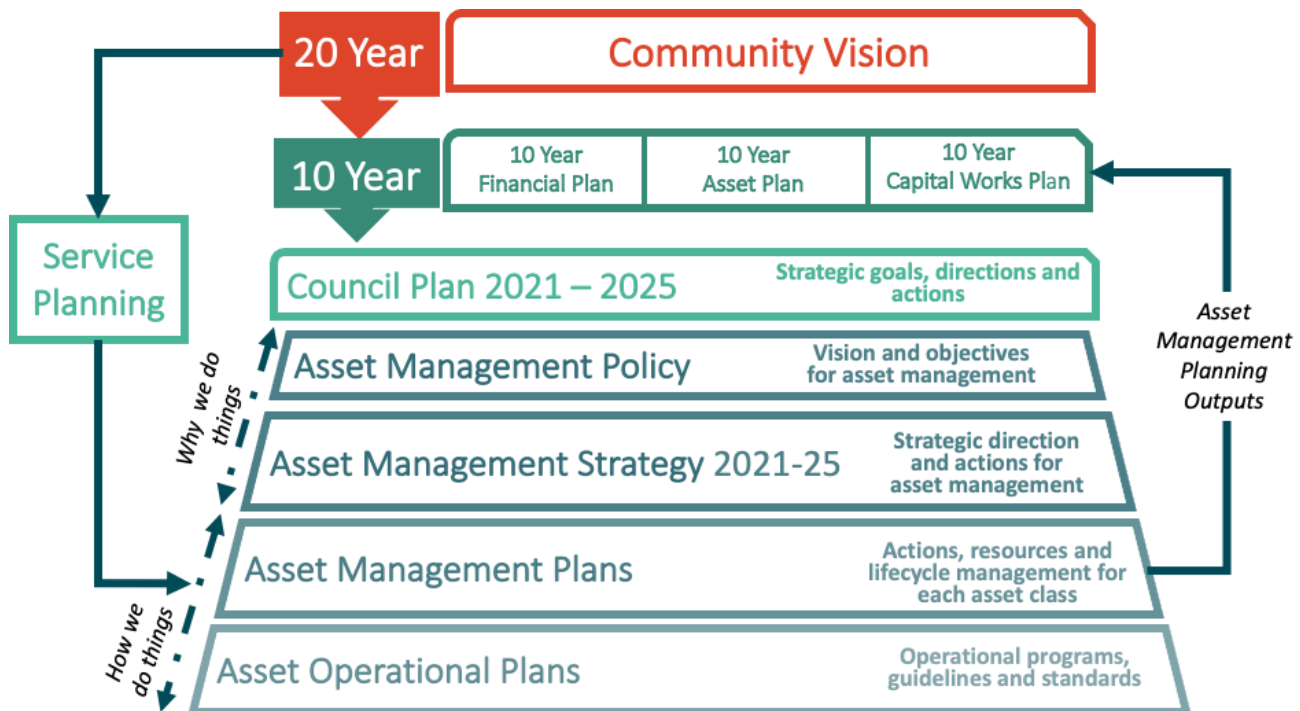 20 Year
Community Vision
10 Year
10 Year
Financial Plan
10 Year
Asset Plan
10 Year
Capital Works Plan
Service
Planning
Council Plan 2021 – 2025
Strategic goals, directions and
actions
Asset Management Policy
Vision and objectives
for asset management
Why we do
things
Asset Management Strategy 2021-25
Strategic direction
and actions for
asset management
Asset Management Plans
Actions, resources and
lifecycle management for
each asset class
How we
do things
Asset Operational Plans
Operational programs,
guidelines and standards
Asset
Management
Planning
Outputs